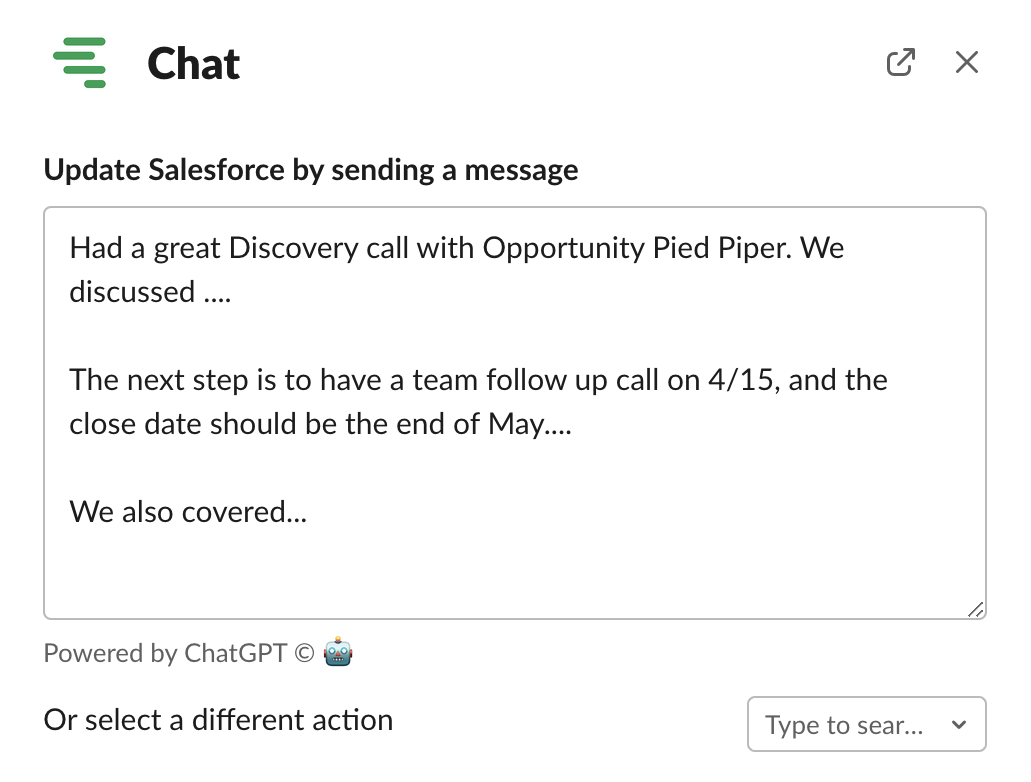 Chat
Update Salesforce by sending a message
Had a great Discovery call with Opportunity Pied Piper. We
discussed ....
The next step is to have a team follow up call on 4/15, and the
close date should be the end of May....
We also covered...
Powered by ChatGPT © 🤖
Or select a different action
Type to sear...